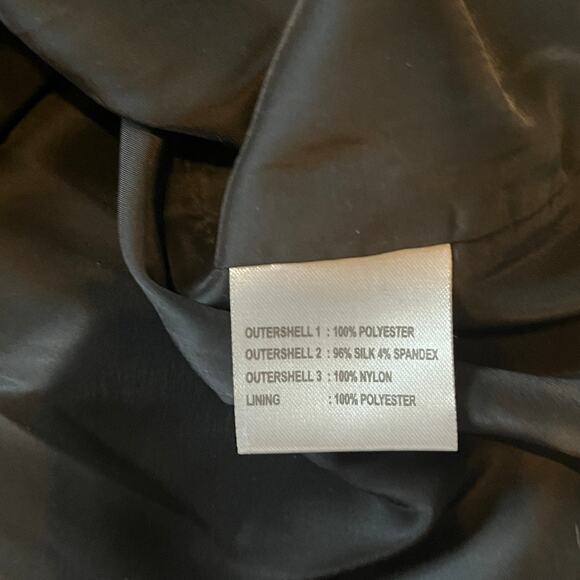 OUTERSHELL 1 : 100% POLYESTER
OUTERSHELL 2 : 96% SILK 4% SPANDEX
OUTERSHELL 3 : 100% NYLON
LINING : 100% POLYESTER